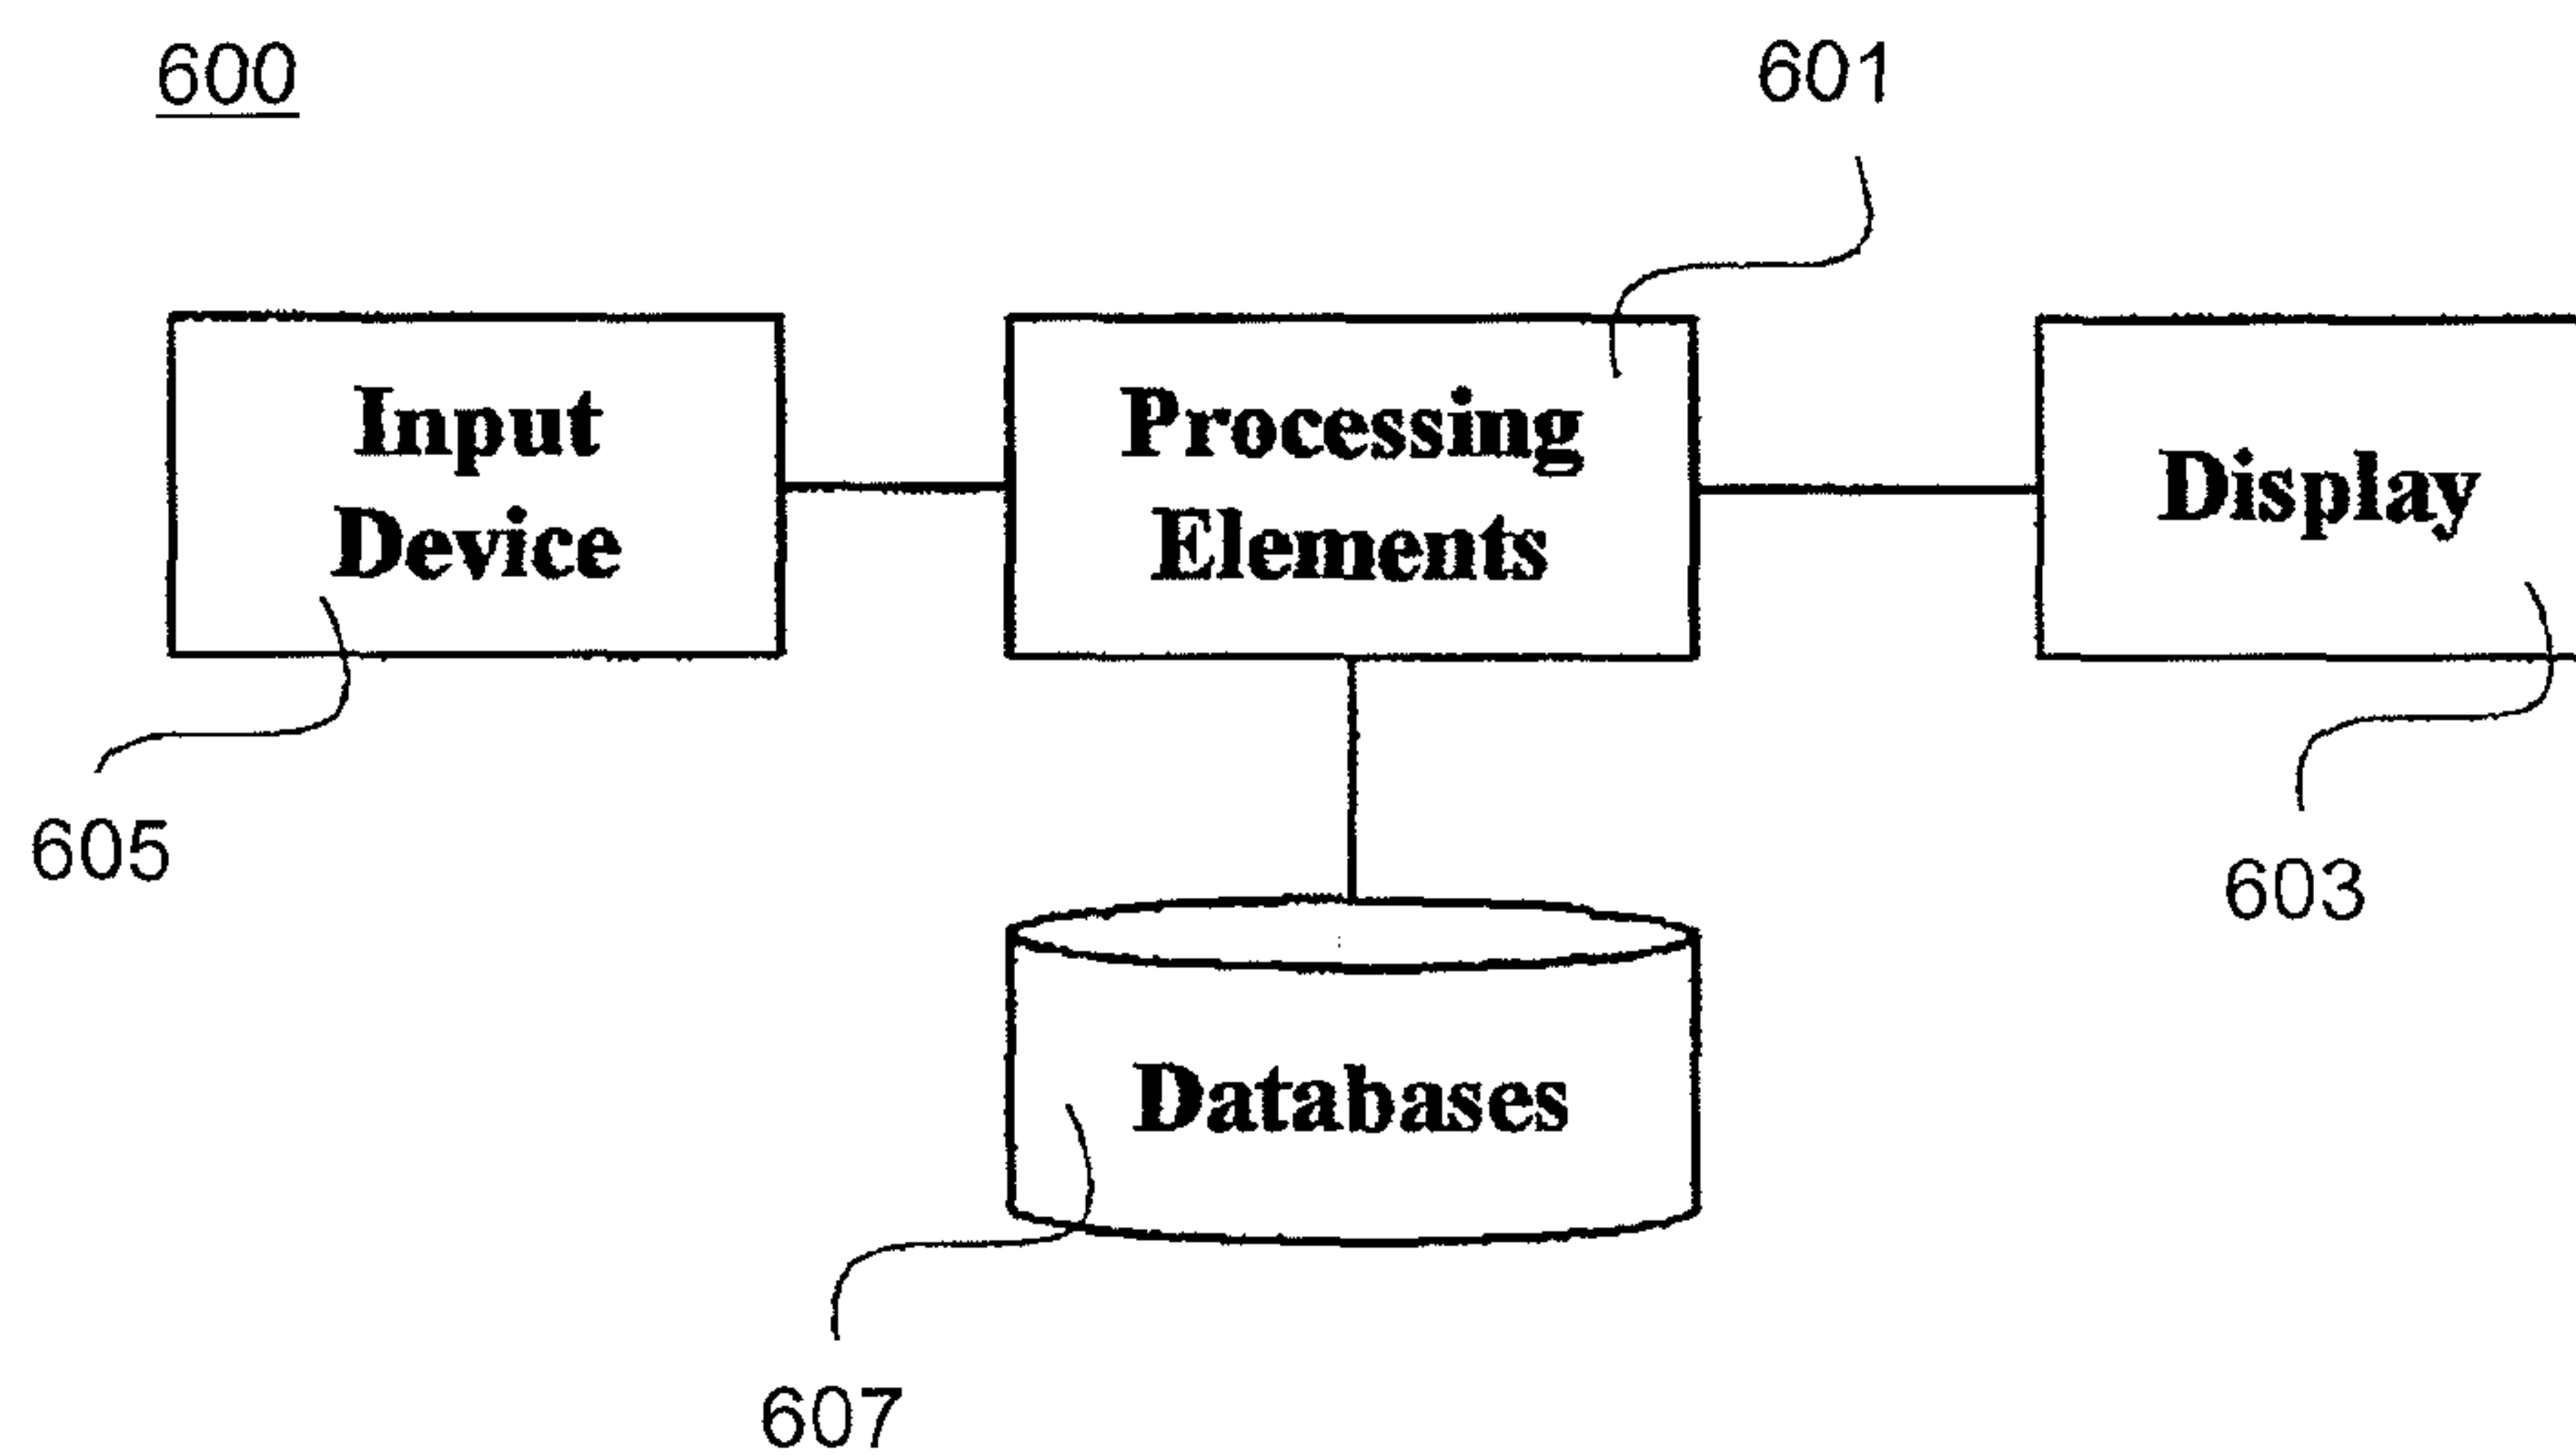 600
601
Input
Device
Processing
Elements
Display
605
603
Databases
607